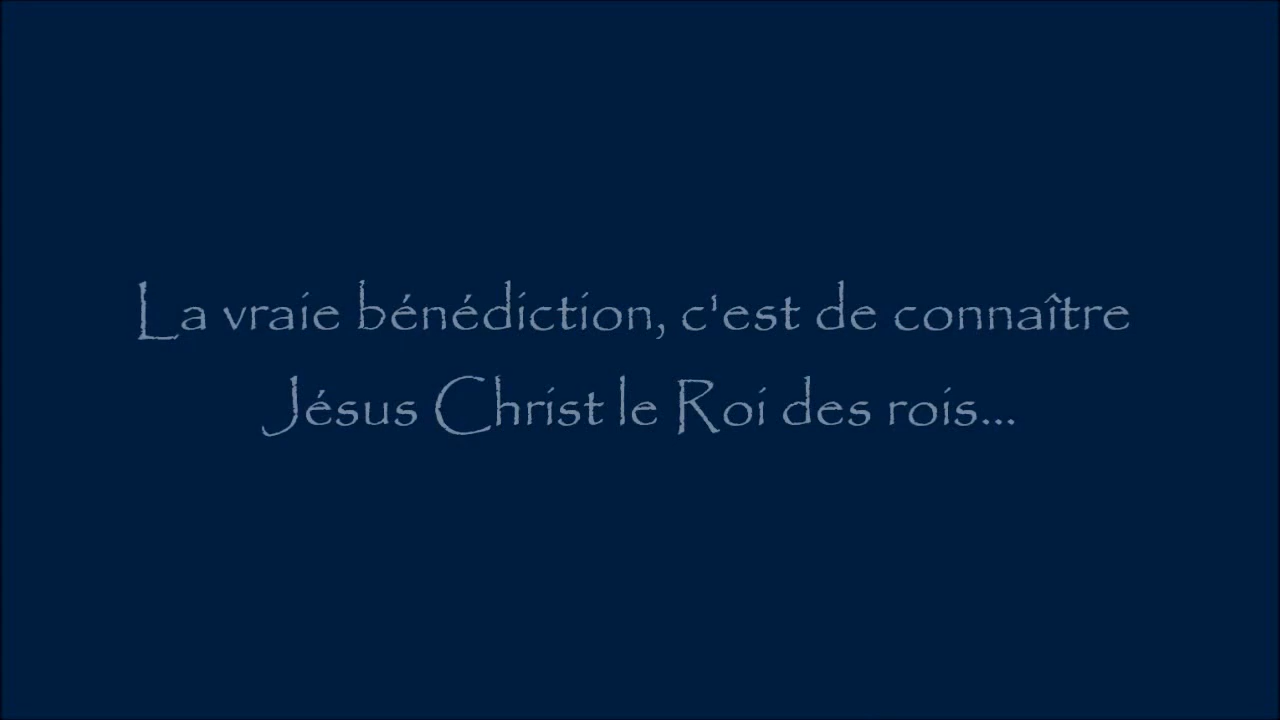 La vraie bénédiction, c'est de connaître
Jésus Christ le Roi des rois...